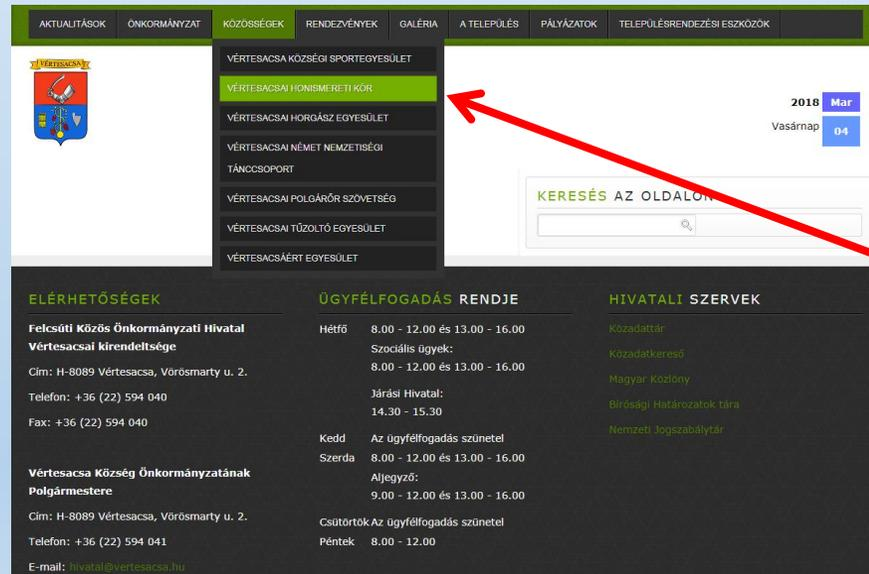 AKTUALITÁSOK ÖNKORMÁNYZAT KÖZÖSSÉGEK RENDEZVÉNYEK GALÉRIA A TELEPÜLÉS PÁLYÁZATOK TELEPÜLÉSRENDEZÉSI ESZKÖZÖK
VÉRTESACSA
VÉRTESACSA KÖZSÉGI SPORTEGYESÜLET
VÉRTESACSAI HONISMERETI KÖR
VÉRTESACSAI HORGÁSZ EGYESÜLET
VÉRTESACSAI NÉMET NEMZETISÉGI
TÁNCCSOPORT
VÉRTESACSAI POLGÁRŐR SZÖVETSÉG
VÉRTESACSAI TŰZOLTÓ EGYESÜLET
VÉRTESACSÁÉRT EGYESÜLET
2018 Mar
Vasárnap 04
KERESÉS AZ OLDALON
ELÉRHETŐSÉGEK
Felcsúti Közös Önkormányzati Hivatal
Vértesacsai kirendeltsége
Cím: H-8089 Vértesacsa, Vörösmarty u. 2.
Telefon: +36 (22) 594 040
Fax: +36 (22) 594 040
Vértesacsa Község Önkormányzatának
Polgármestere
Cím: H-8089 Vértesacsa, Vörösmarty u. 2.
Telefon: +36 (22) 594 041
E-mail: hivatal@vertesacsa.hu
ÜGYFÉLFOGADÁS RENDJE
Hétfő 8.00 - 12.00 és 13.00 - 16.00
Szociális ügyek:
8.00 - 12.00 és 13.00 - 16.00
Járási Hivatal:
14.30 - 15.30
Kedd Az ügyfélfogadás szünetel
Szerda 8.00 - 12.00 és 13.00 - 16.00
Aljegyző:
9.00 - 12.00 és 13.00 - 16.00
Csütörtök Az ügyfélfogadás szünetel
Péntek 8.00 - 12.00
HIVATALI SZERVEK
Közadattár
Közadatkereső
Magyar Közlöny
Bírósági Határozatok tára
Nemzeti Jogszabálytár